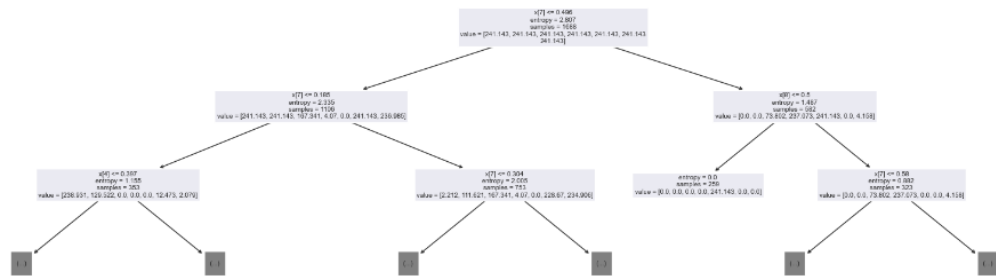 x[7] <= 0.496
entropy = 2.807
samples = 1688
value = [241.143, 241.143, 241.143, 241.143, 241.143, 241.143
241.143]
x[7] <= 0.185
entropy = 2.335
samples = 1106
value = [241.143, 241.143, 167.341, 4.07, 0.0, 241.143, 236.985]
x[8] <= 0.5
entropy = 1.467
samples = 582
value = [0.0, 0.0, 73.802, 237.073, 241.143, 0.0, 4.158]
x[4] <= 0.397
entropy = 1.155
samples = 353
value = [238.931, 129.522, 0.0, 0.0, 0.0, 12.473, 2.079]
x[7] <= 0.304
entropy = 2.005
samples = 753
value = [2.212, 111.621, 167.341, 4.07, 0.0, 228.67, 234.906]
entropy = 0.0
samples = 259
value = [0.0, 0.0, 0.0, 0.0, 241.143, 0.0, 0.0]
x[7] <= 0.58
entropy = 0.882
samples = 323
value = [0.0, 0.0, 73.802, 237.073, 0.0, 0.0, 4.158]
(...)
(...)
(...)
(...)
(...)
(...)